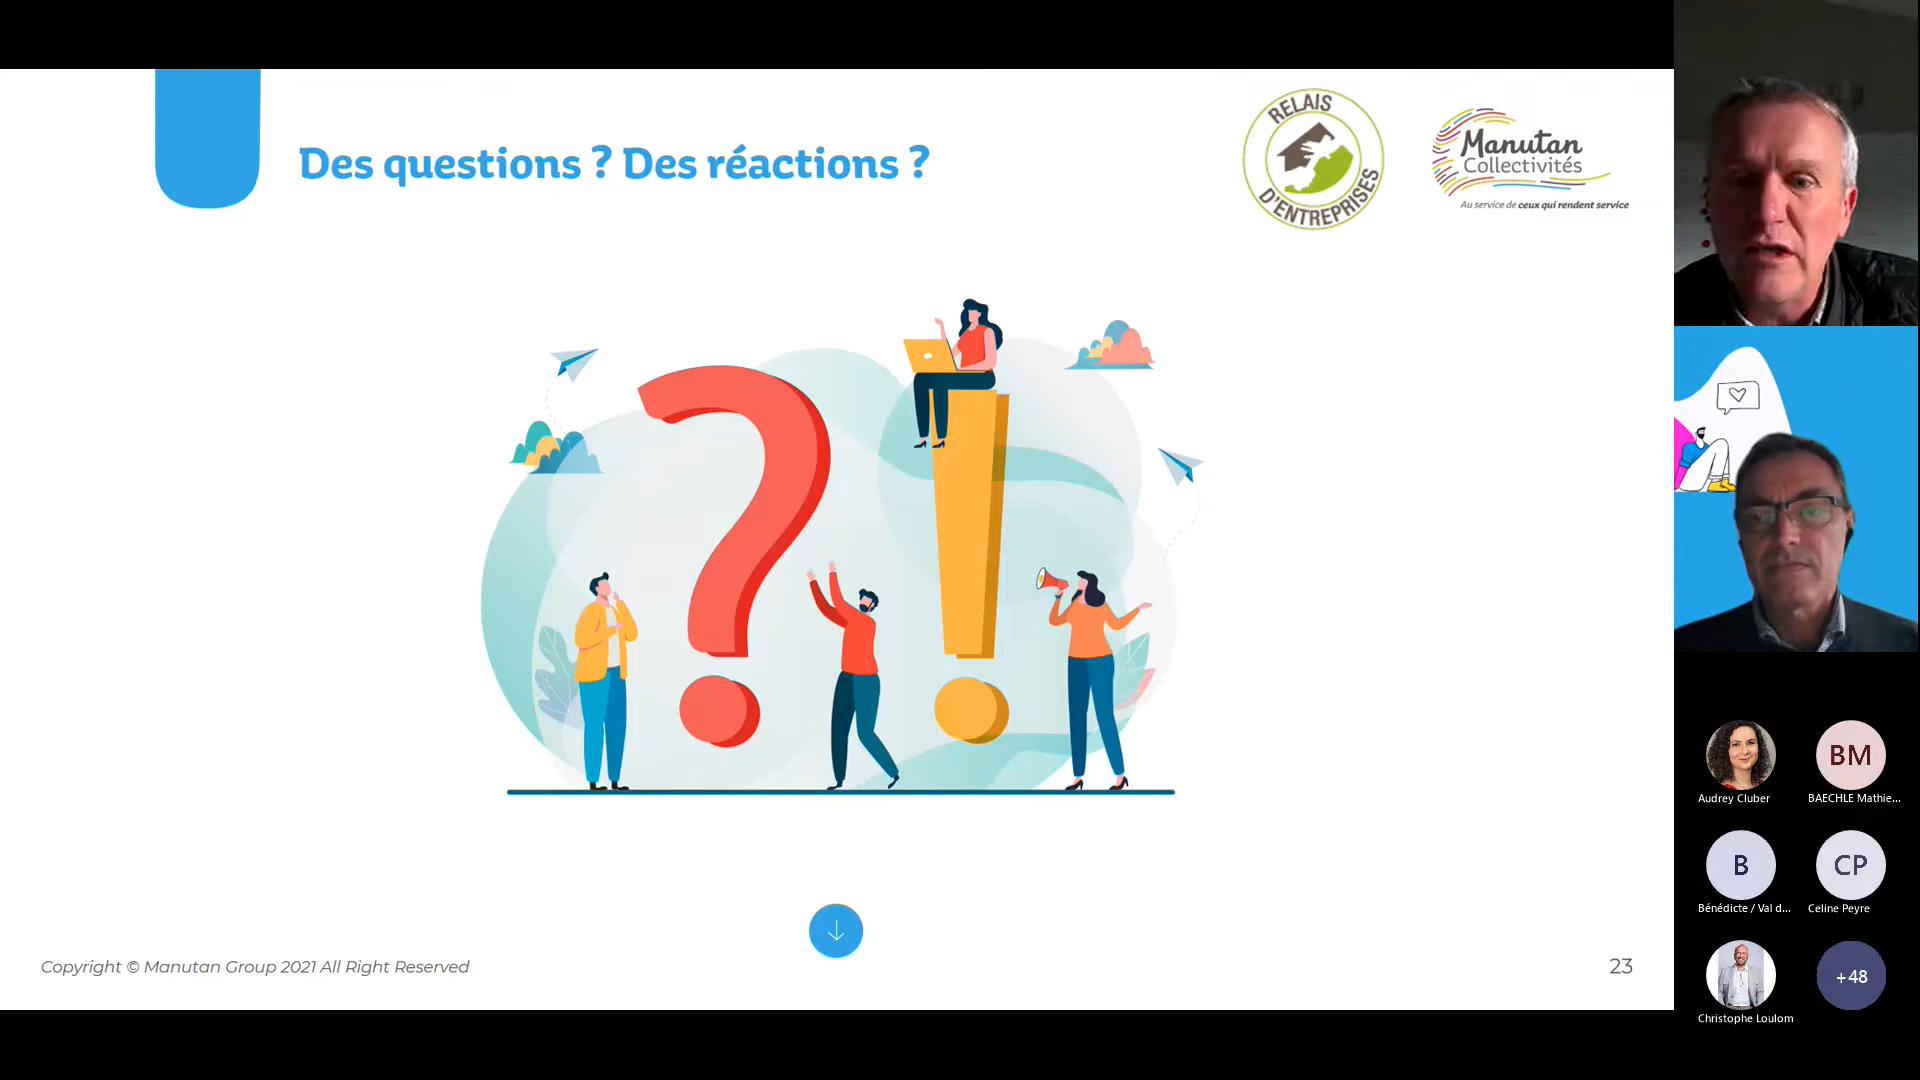 Des questions ? Des réactions ?
RELAIS
D'ENTREPRISES
Manutan
Collectivités
Au service de ceux qui rendent service
Copyright © Manutan Group 2021 All Right Reserved
23
BM
Audrey Cluber
BAECHLE Mathie...
B
CP
Bénédicte / Val d...
Celine Peyre
+48
Christophe Loulom